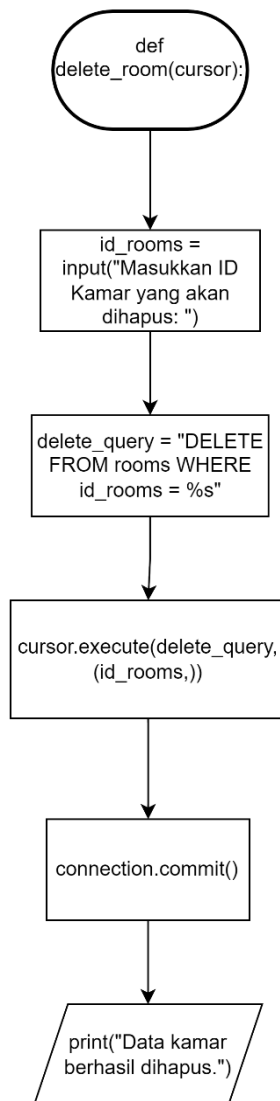 def
delete_room(cursor):
id_rooms =
input("Masukkan ID
Kamar yang akan
dihapus: ")
delete_query = "DELETE
FROM rooms WHERE
id_rooms = %s"
cursor.execute(delete_query,
(id_rooms,))
connection.commit()
print("Data kamar
berhasil dihapus.")